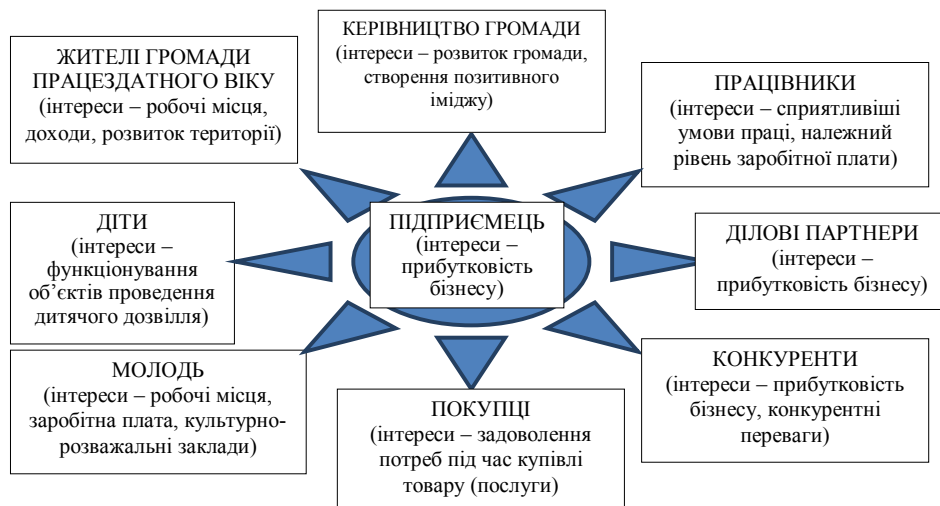 КЕРІВНИЦТВО ГРОМАДИ
(інтереси – розвиток громади,
створення позитивного
іміджу)
ЖИТЕЛІ ГРОМАДИ
ПРАЦЕЗДАТНОГО ВІКУ
(інтереси – робочі місця,
доходи, розвиток території)
ПРАЦІВНИКИ
(інтереси – сприятливіші
умови праці, належний
рівень заробітної плати)
ДІТИ
(інтереси –
функціонування
об’єктів проведення
дитячого дозвілля)
ПІДПРИЄМЕЦЬ
(інтереси –
прибутковість
бізнесу)
ДІЛОВІ ПАРТНЕРИ
(інтереси –
прибутковість бізнесу)
МОЛОДЬ
(інтереси – робочі місця,
заробітна плата, культурно-
розважальні заклади)
ПОКУПЦІ
(інтереси – задоволення
потреб під час купівлі
товару (послуги)
КОНКУРЕНТИ
(інтереси – прибутковість
бізнесу, конкурентні
переваги)